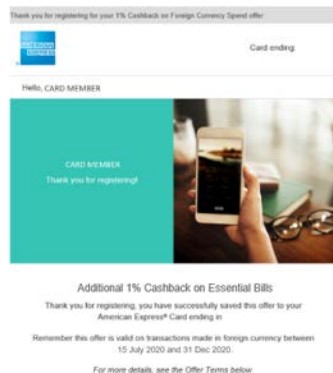 Thank you for registering for your 1% Cashback on Foreign Currency Spend offer
AMERICAN
EXPRESS
Card ending:
Hello, CARD MEMBER
CARD MEMBER
Thank you for registering!
Additional 1% Cashback on Essential Bills
Thank you for registering, you have successfully saved this offer to your
American Express® Card ending in
Remember this offer is valid on transactions made in foreign currency between
15 July 2020 and 31 Dec 2020.
For more details, see the Offer Terms below.